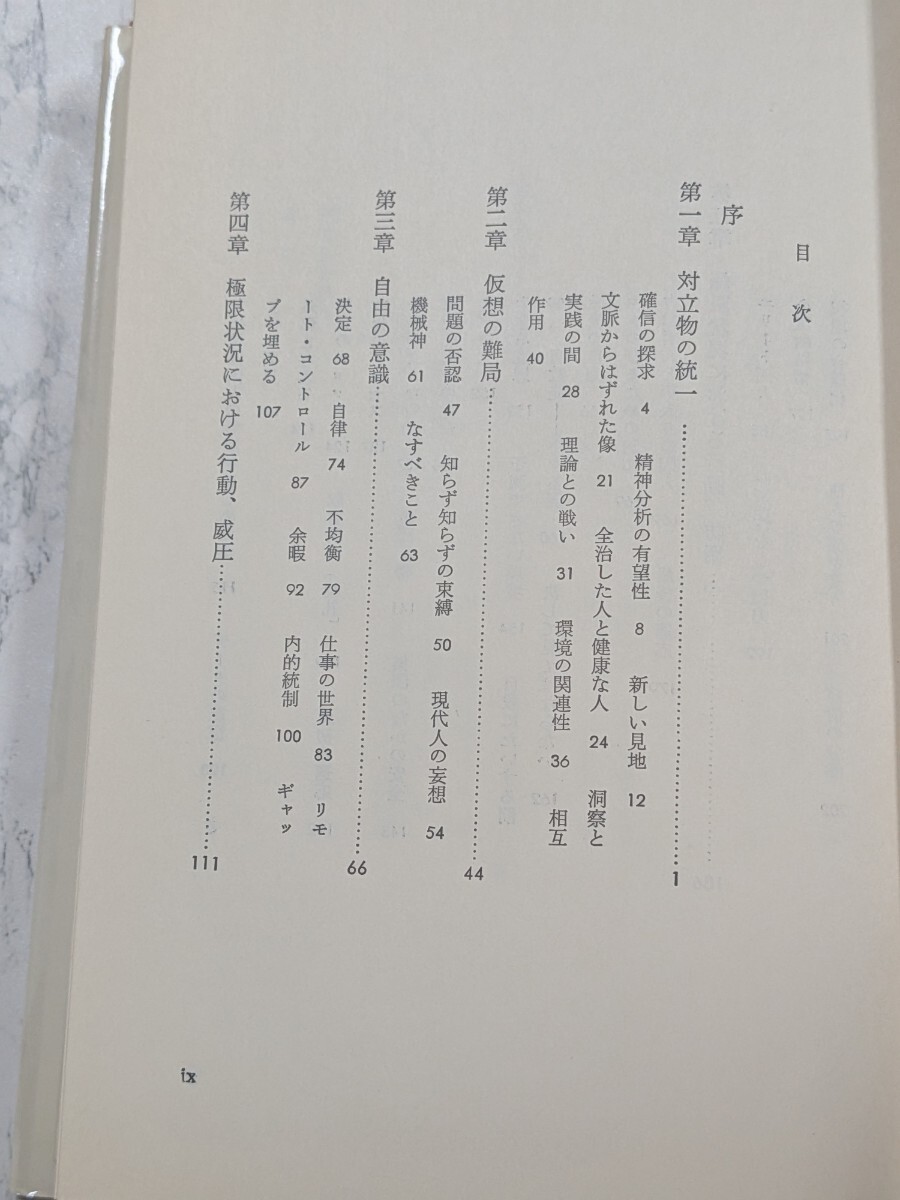 目次
序
第一章 対立物の統一………1
確信の探求 4 精神分析の有望性 8 新しい見地 12
文脈からはずれた像 21 全治した人と健康な人 24 洞察と
実践の間 28 理論との戦い 31 環境の関連性 36 相互
作用 40
第二章 仮想の難局………44
問題の否認 47 知らず知らずの束縛 50 現代人の妄想 54
機械神 61 なすべきこと 63
第三章 自由の意識………66
決定 68 自律 74 不均衡 79 仕事の世界 83 リモ
ート・コントロール 87 余暇 92 内的統制 100 ギャッ
プを埋める 107
第四章 極限状況における行動、威圧………111
ix